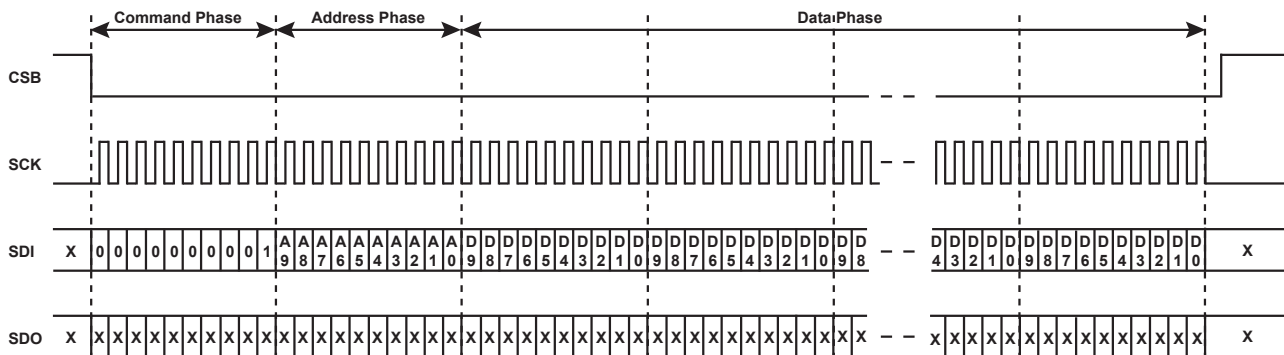 Command Phase Address Phase Data Phase
CSB
SCK
SDI X 0 0 0 0 0 0 0 0 0 1 A9 A8 A7 A6 A5 A4 A3 A2 A1 A0 D9 D8 D7 D6 D5 D4 D3 D2 D1 D0 D9 D8 D7 D6 D5 D4 D3 D2 D1 D0 D9 D8 D4 D3 D2 D1 D0 D9 D8 D7 D6 D5 D4 D3 D2 D1 D0 X
SDO X X X X X X X X X X X X X X X X X X X X X X X X X X X X X X X X X X X X X X X X X X X X X X X X X X X X X X X X X X X